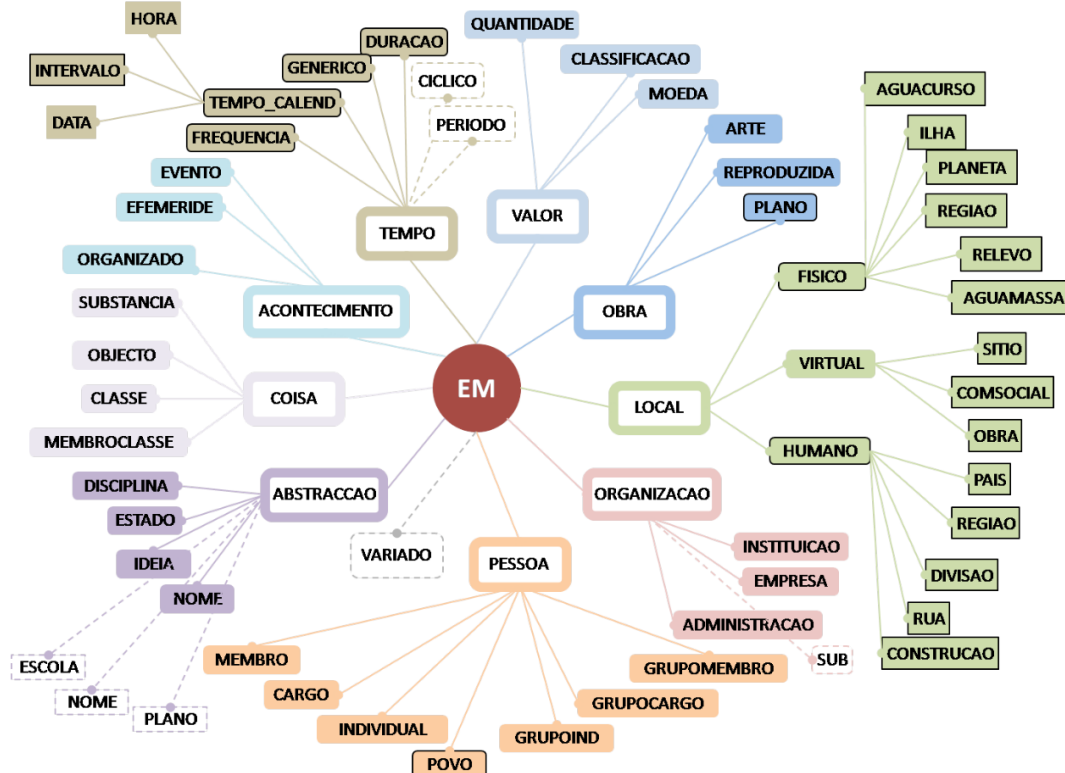 HORA
QUANTIDADE
DURACAO
CLASSIFICACAO
INTERVALO
GENERICO
CICLICO
MOEDA
AGUACURSO
TEMPO_CALEND
DATA
PERIODO
ARTE
ILHA
FREQUENCIA
PLANETA
EVENTO
REPRODUZIDA
EFEMERIDE
PLANO
REGIAO
TEMPO
VALOR
ORGANIZADO
RELEVO
FISICO
SUBSTANCIA
ACONTECIMENTO
OBRA
AGUAMASSA
OBJECTO
SITIO
VIRTUAL
EM
CLASSE
COISA
LOCAL
COMSOCIAL
MEMBROCLASSE
OBRA
HUMANO
DISCIPLINA
ABSTRACCAO
ORGANIZACAO
PAIS
ESTADO
REGIAO
VARIADO
INSTITUICAO
IDEIA
PESSOA
DIVISAO
EMPRESA
NOME
RUA
ADMINISTRACAO
MEMBRO
CONSTRUCAO
ESCOLA
GRUPOMEMBRO
SUB
CARGO
NOME
GRUPOCARGO
PLANO
INDIVIDUAL
GRUPOIND
POVO